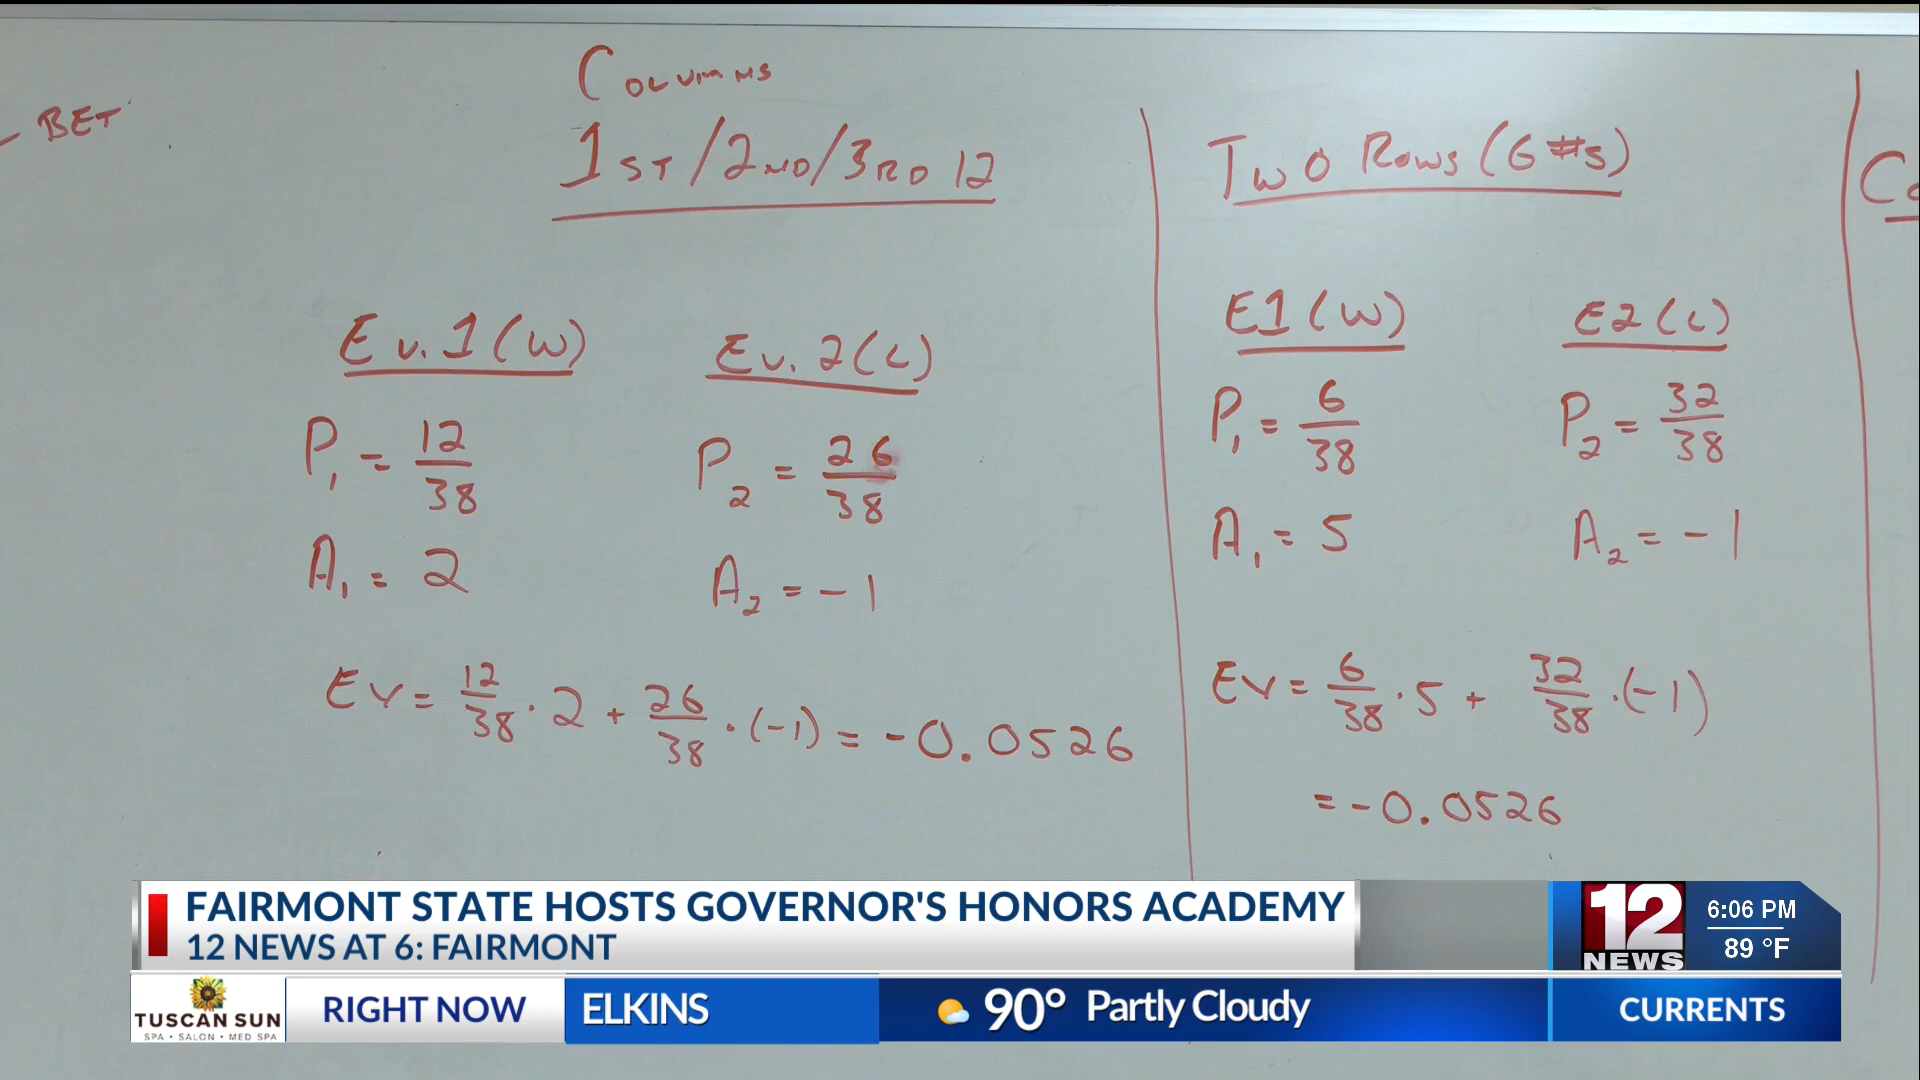 - BET
COLUMNS
1ST/2ND/3RD 12
Ev. 1 (W)
Ev. 2 (L)
P₁ = 12/38
P₂ = 26/38
A₁ = 2
A₂ = -1
EV = 12/38 · 2 + 26/38 · (-1) = -0.0526
TWO ROWS (6 #s)
E1 (W)
E2 (L)
P₁ = 6/38
P₂ = 32/38
A₁ = 5
A₂ = -1
EV = 6/38 · 5 + 32/38 · (-1)
= -0.0526
FAIRMONT STATE HOSTS GOVERNOR'S HONORS ACADEMY
12 NEWS AT 6: FAIRMONT
12
NEWS
6:06 PM
89 °F
TUSCAN SUN
SPA • SALON • MED SPA
RIGHT NOW
ELKINS
90° Partly Cloudy
CURRENTS